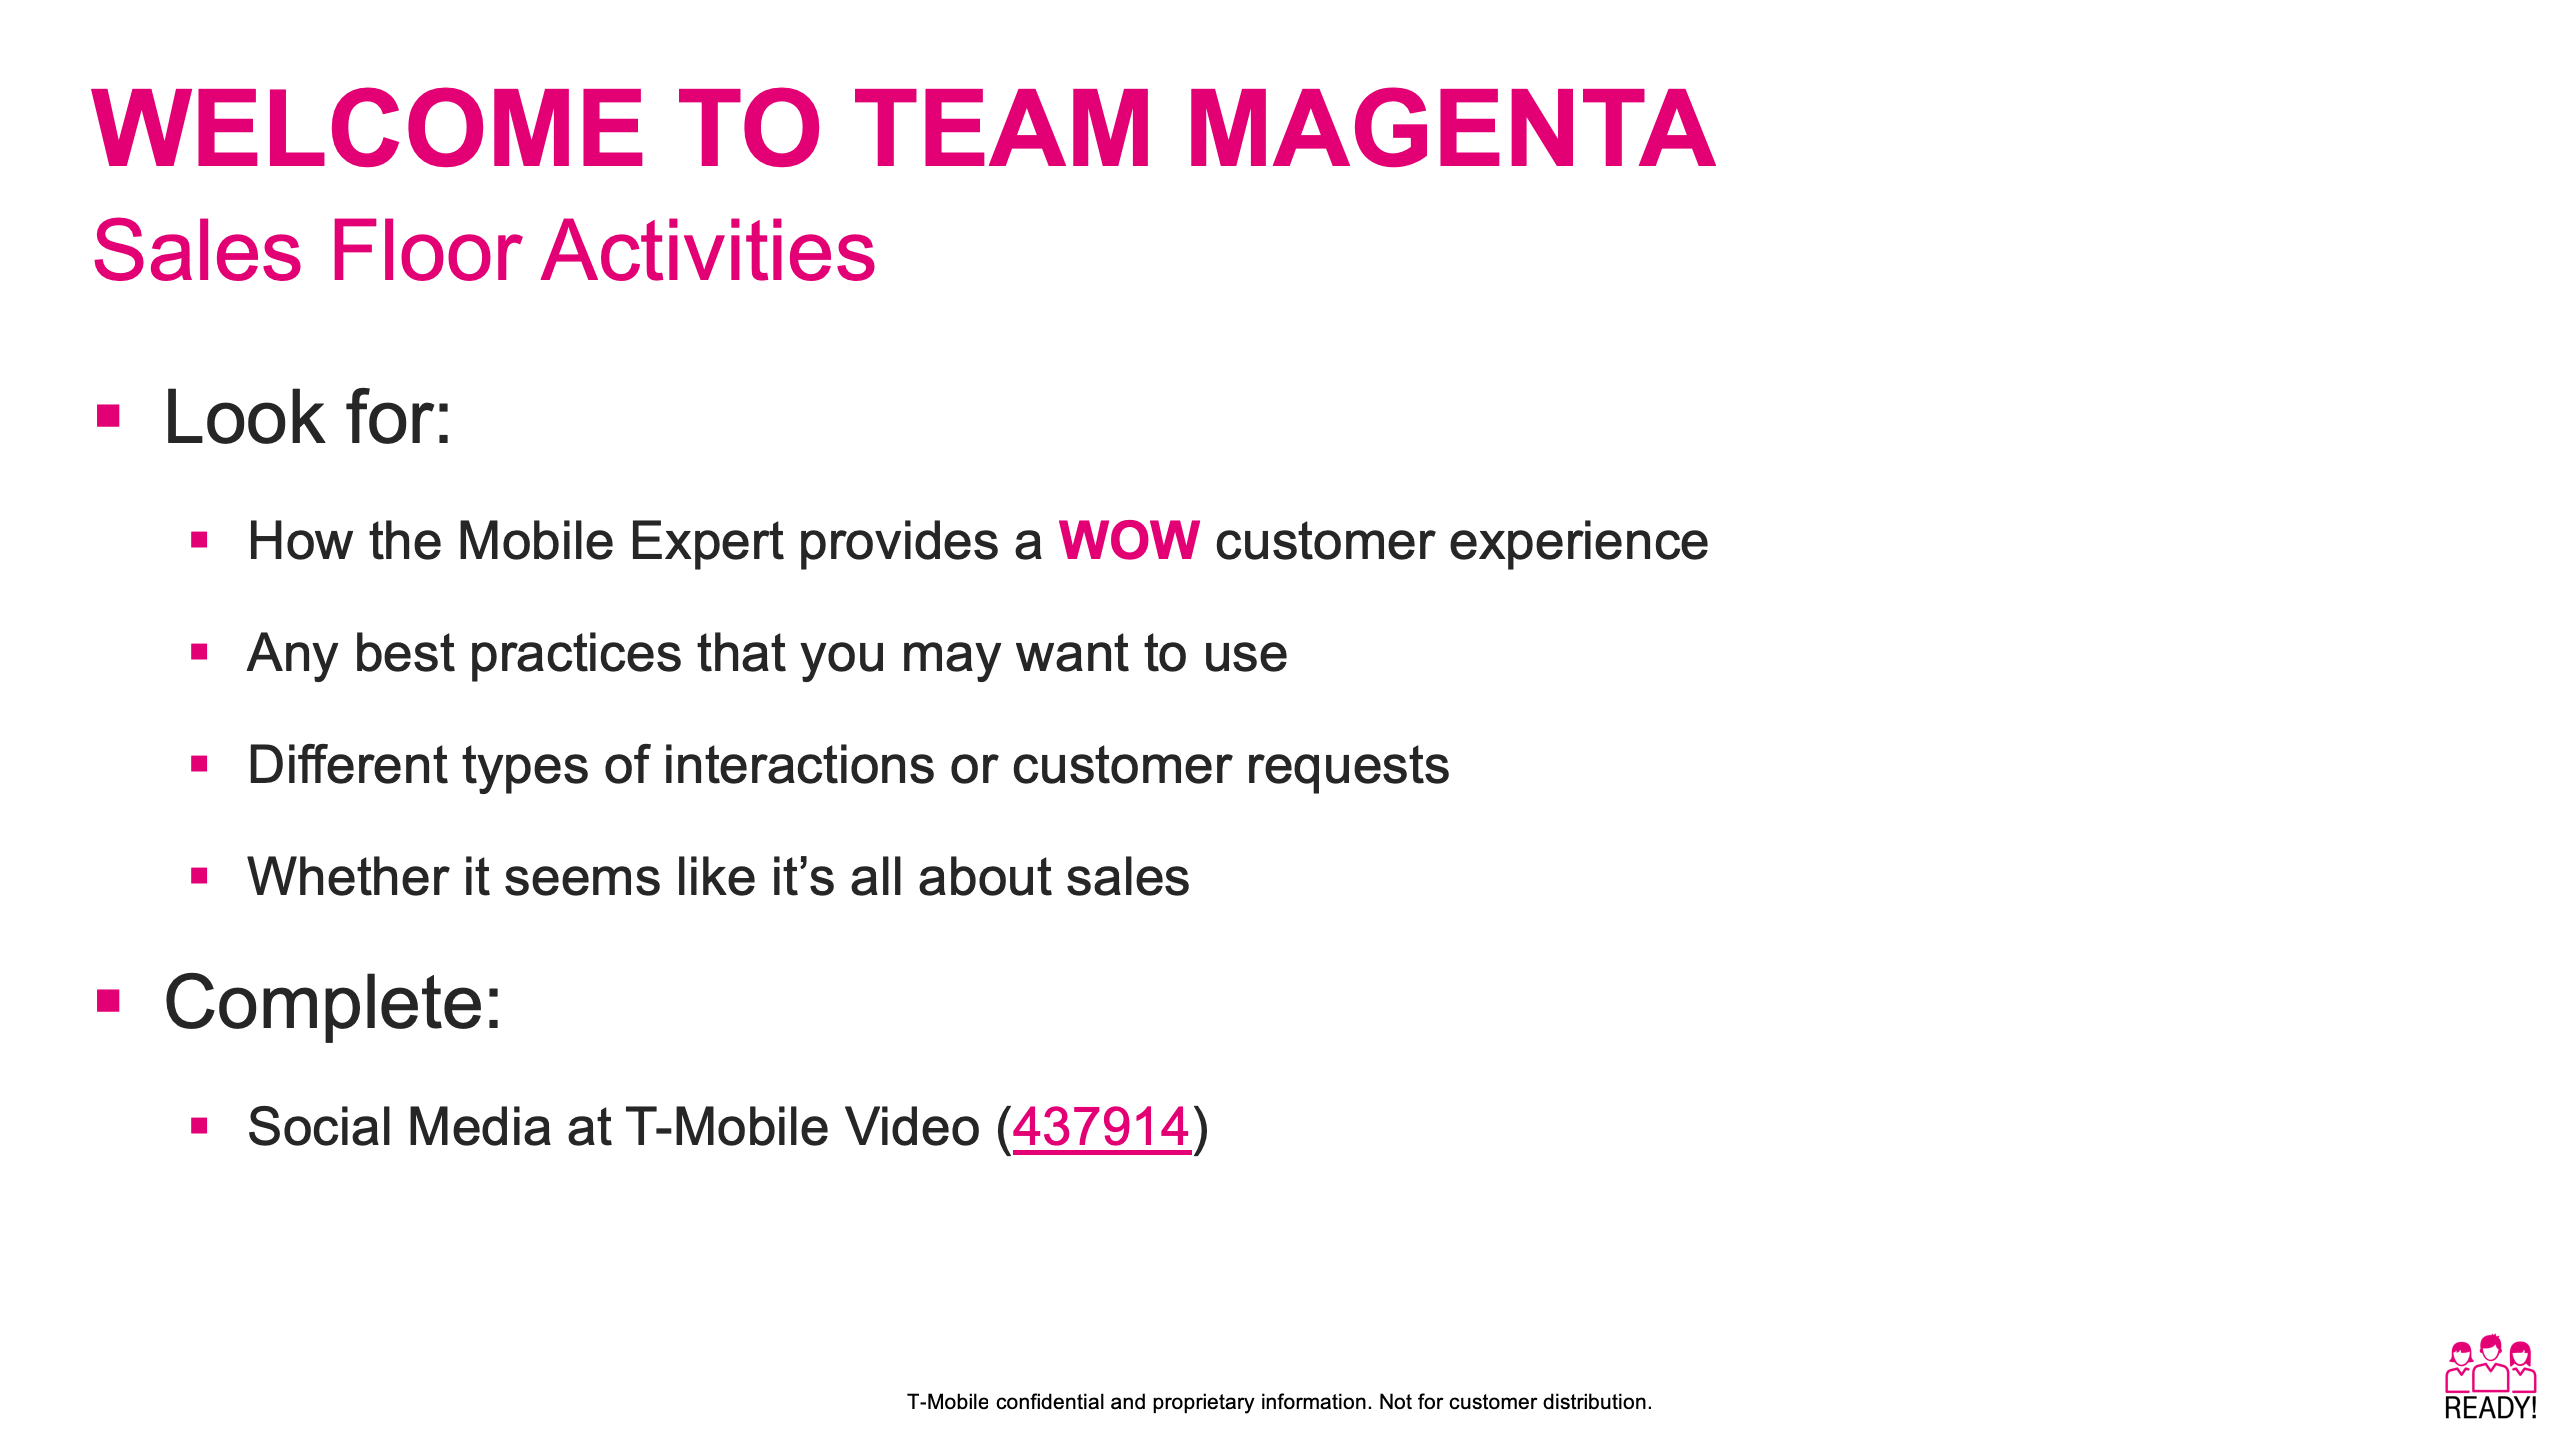 WELCOME TO TEAM MAGENTA
Sales Floor Activities
▪ Look for:
▪ How the Mobile Expert provides a WOW customer experience
▪ Any best practices that you may want to use
▪ Different types of interactions or customer requests
▪ Whether it seems like it’s all about sales
▪ Complete:
▪ Social Media at T-Mobile Video (437914)
T-Mobile confidential and proprietary information. Not for customer distribution.
READY!